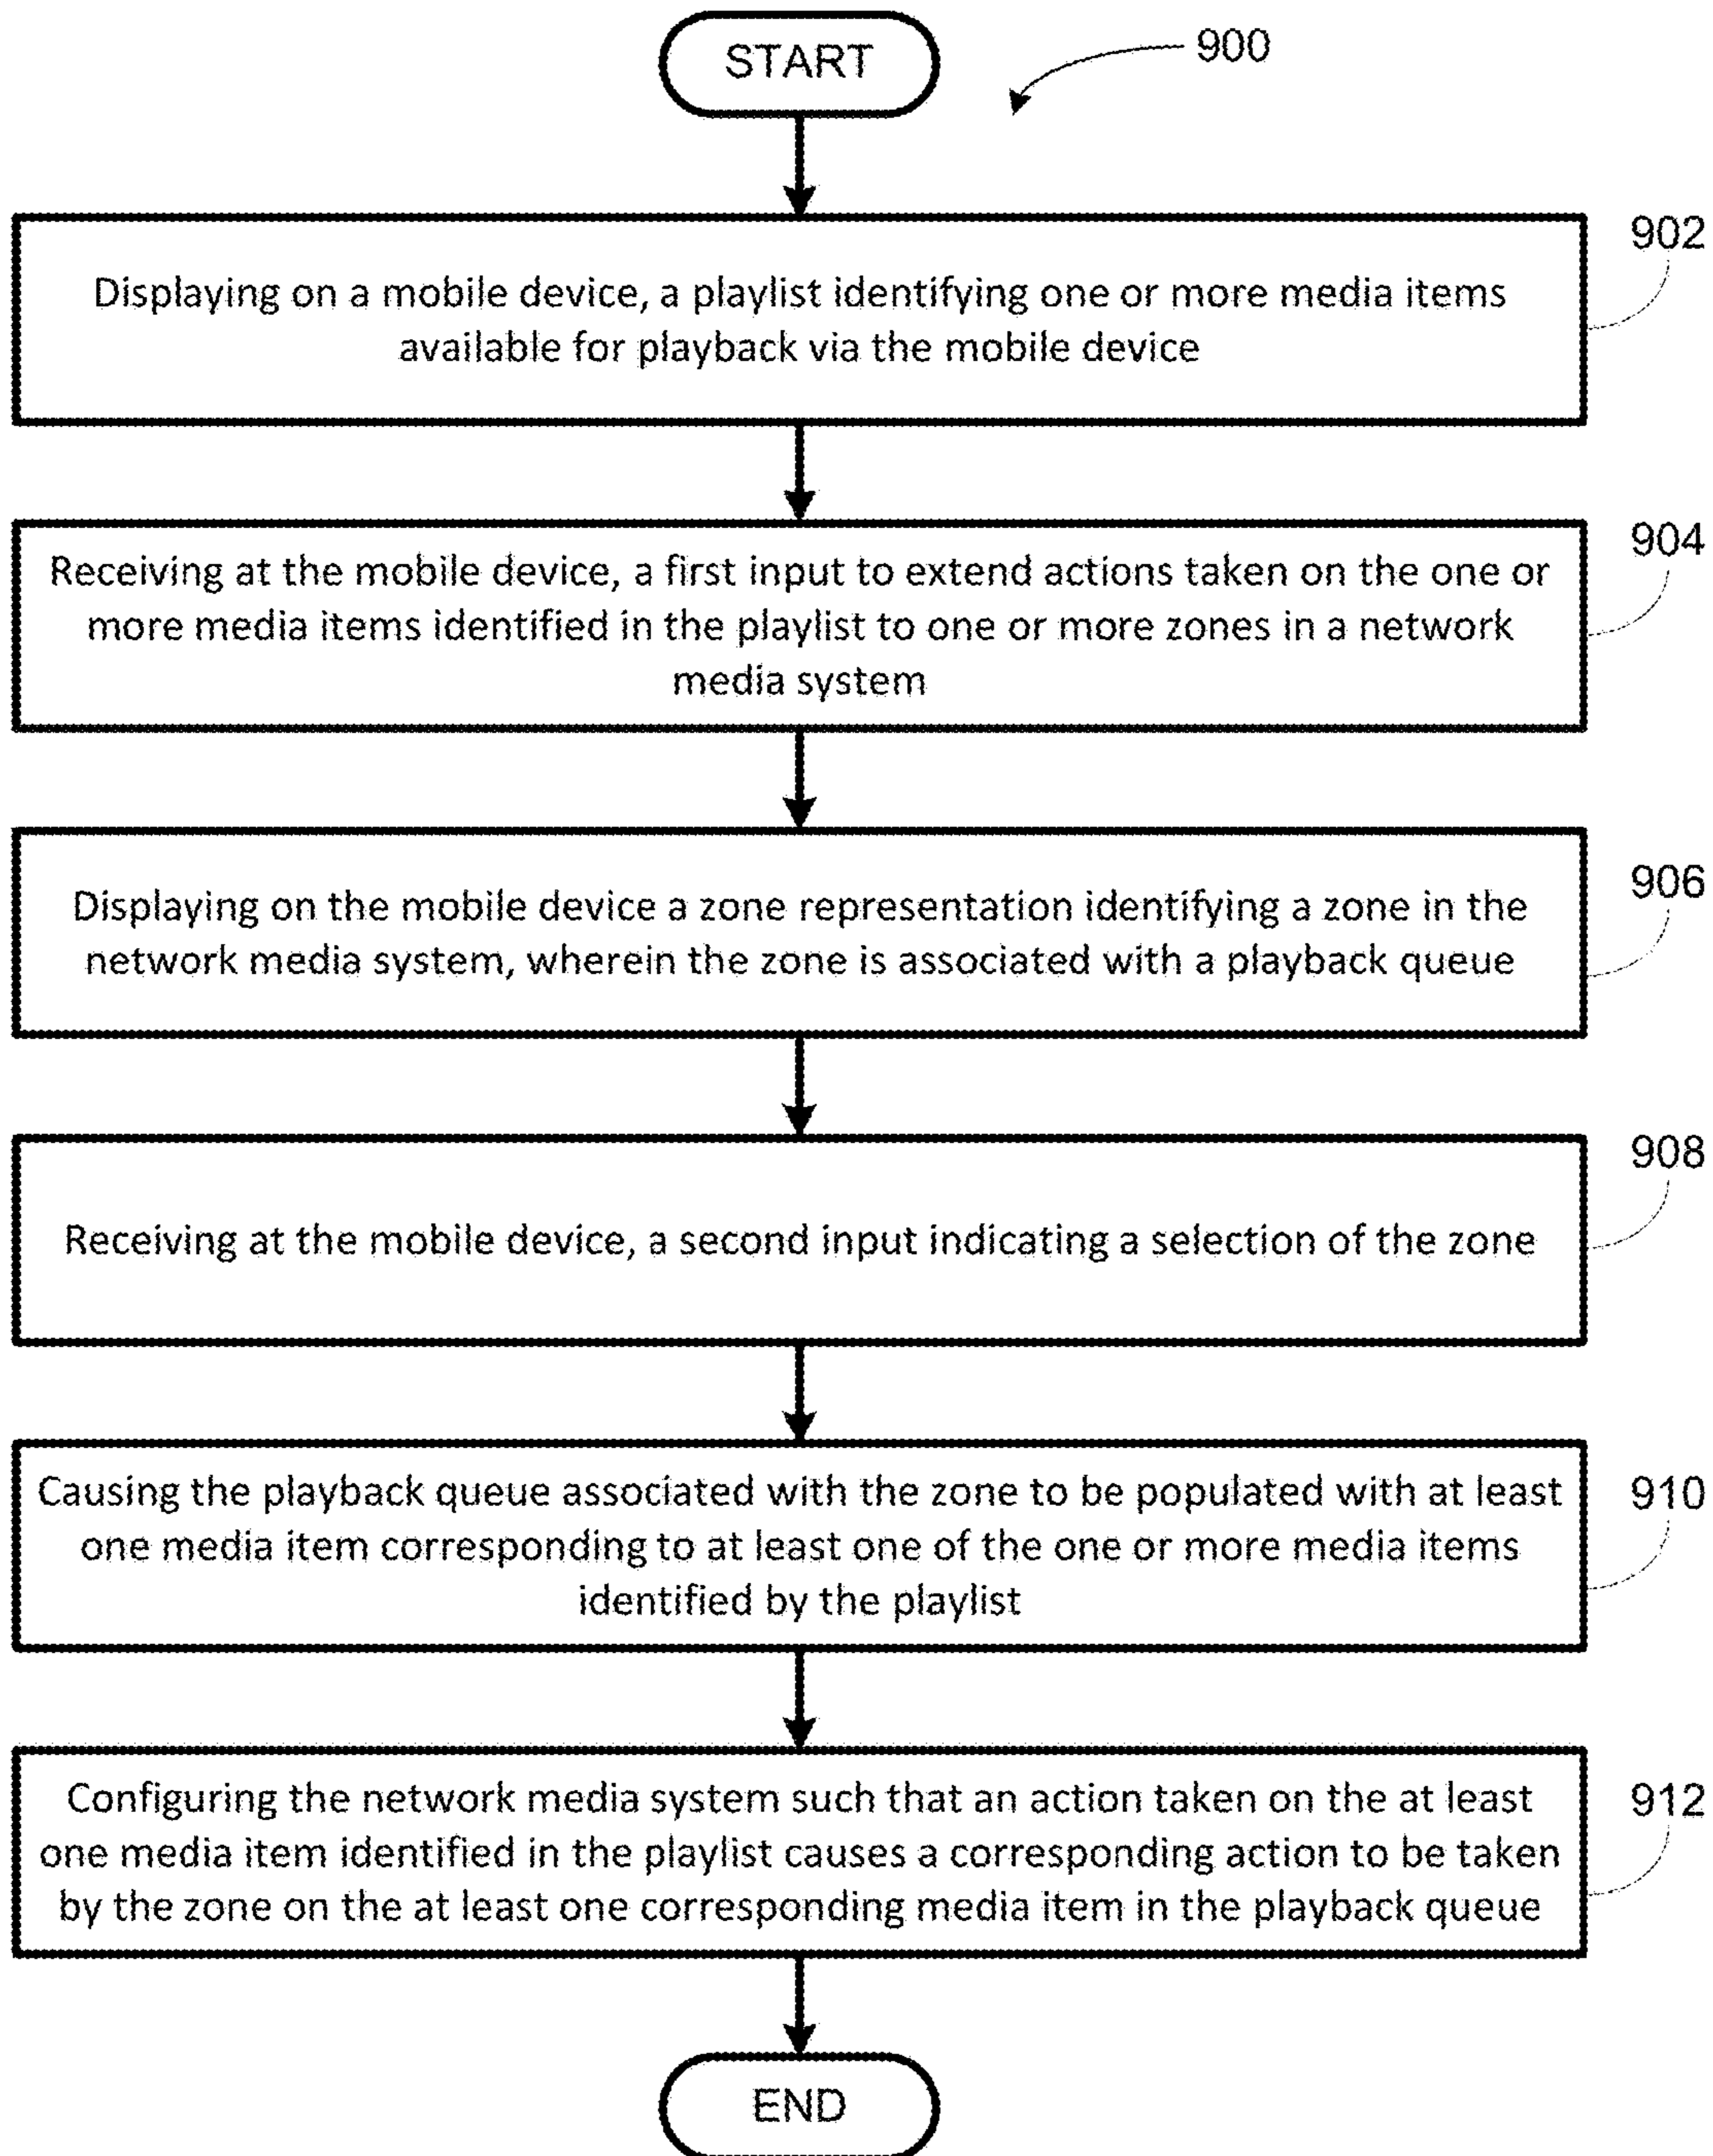 START
900
902
Displaying on a mobile device, a playlist identifying one or more media items
available for playback via the mobile device
904
Receiving at the mobile device, a first input to extend actions taken on the one or
more media items identified in the playlist to one or more zones in a network
media system
906
Displaying on the mobile device a zone representation identifying a zone in the
network media system, wherein the zone is associated with a playback queue
908
Receiving at the mobile device, a second input indicating a selection of the zone
910
Causing the playback queue associated with the zone to be populated with at least
one media item corresponding to at least one of the one or more media items
identified by the playlist
912
Configuring the network media system such that an action taken on the at least
one media item identified in the playlist causes a corresponding action to be taken
by the zone on the at least one corresponding media item in the playback queue
END